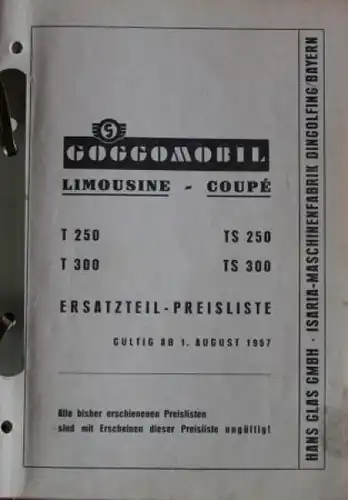 G
GOGGOMOBIL
LIMOUSINE - COUPÉ
T 250 TS 250
T 300 TS 300
ERSATZTEIL-PREISLISTE
GÜLTIG AB 1. AUGUST 1957
Alle bisher erschienenen Preislisten
sind mit Erscheinen dieser Preisliste ungültig!
HANS GLAS GMBH · ISARIA-MASCHINENFABRIK DINGOLFING/BAYERN